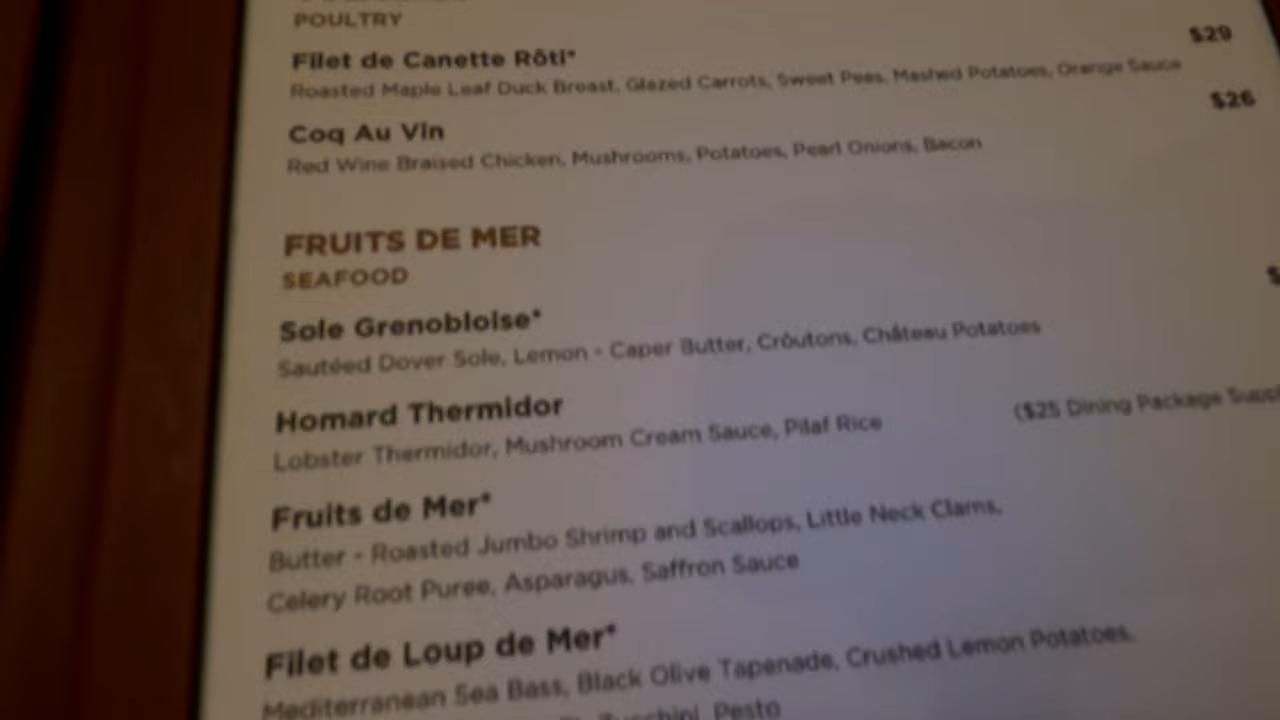 POULTRY
Filet de Canette Rôti* $29
Roasted Maple Leaf Duck Breast, Glazed Carrots, Sweet Peas, Mashed Potatoes, Orange Sauce
Coq Au Vin $26
Red Wine Braised Chicken, Mushrooms, Potatoes, Pearl Onions, Bacon
FRUITS DE MER
SEAFOOD
Sole Grenobloise* $
Sautéed Dover Sole, Lemon - Caper Butter, Croûtons, Château Potatoes
Homard Thermidor
Lobster Thermidor, Mushroom Cream Sauce, Pilaf Rice ($25 Dining Package Suppl
Fruits de Mer*
Butter - Roasted Jumbo Shrimp and Scallops, Little Neck Clams,
Celery Root Puree, Asparagus, Saffron Sauce
Filet de Loup de Mer*
Mediterranean Sea Bass, Black Olive Tapenade, Crushed Lemon Potatoes,
Zucchini, Pesto